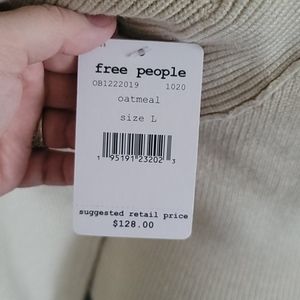 free people
OB1222019 1020
oatmeal
size L
1 95191 23202 3
suggested retail price
$128.00